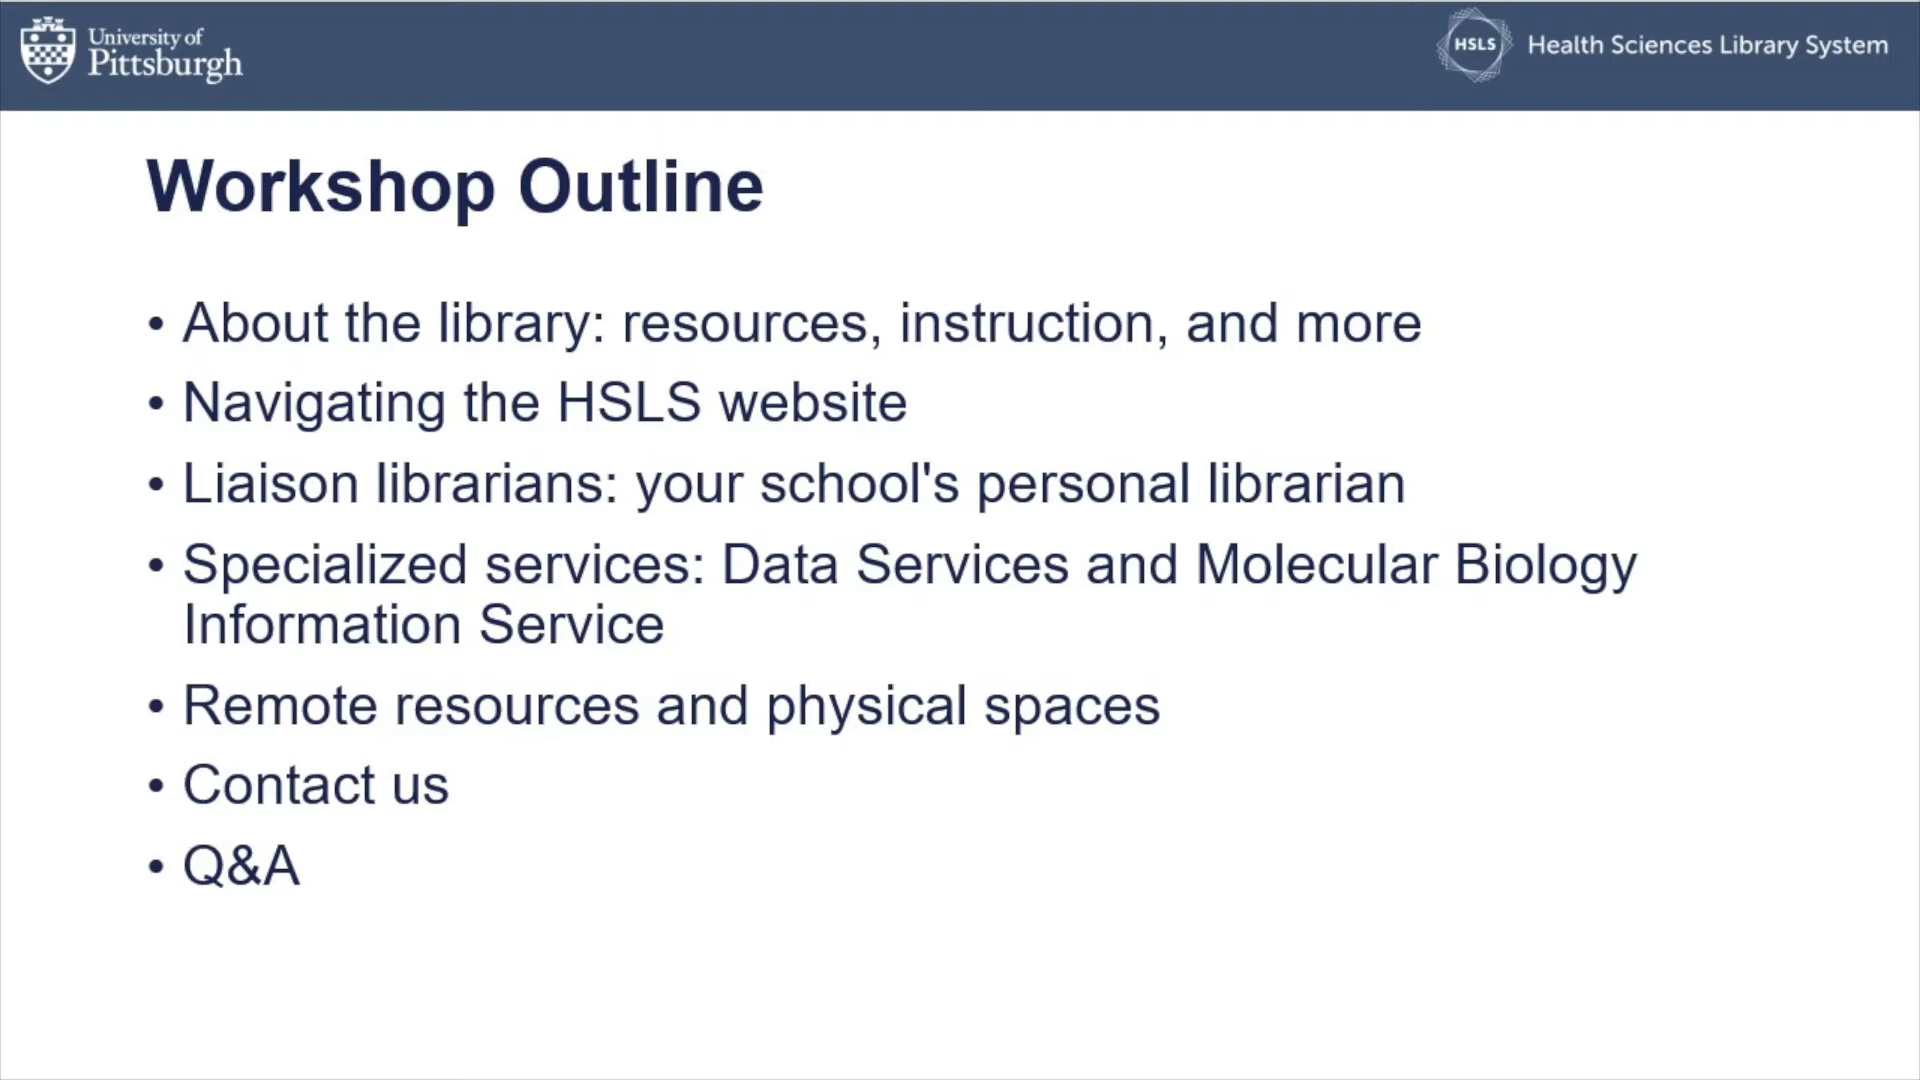 University of
Pittsburgh
HSLS
Health Sciences Library System
Workshop Outline
• About the library: resources, instruction, and more
• Navigating the HSLS website
• Liaison librarians: your school's personal librarian
• Specialized services: Data Services and Molecular Biology
Information Service
• Remote resources and physical spaces
• Contact us
• Q&A